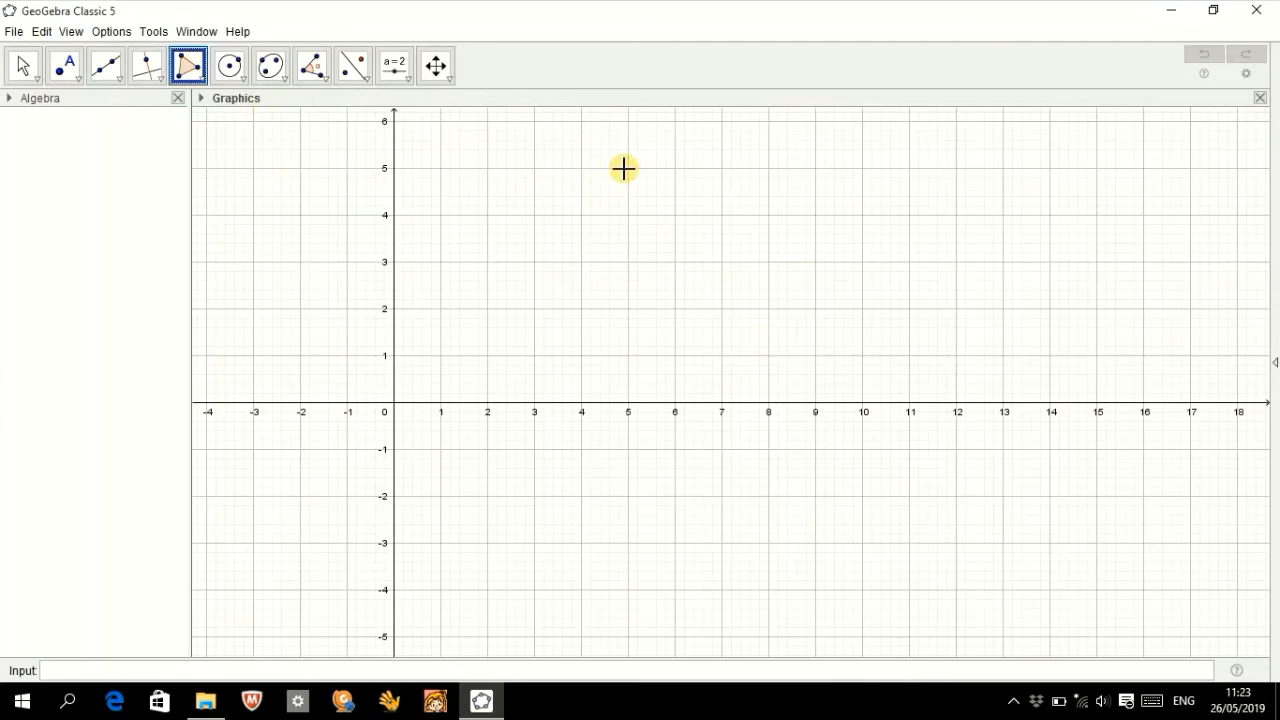 GeoGebra Classic 5
File Edit View Options Tools Window Help
A a=2
Algebra Graphics
6
5
4
3
2
1
-4 -3 -2 -1 0 1 2 3 4 5 6 7 8 9 10 11 12 13 14 15 16 17 18
-1
-2
-3
-4
-5
Input:
ENG 11:23
26/05/2019